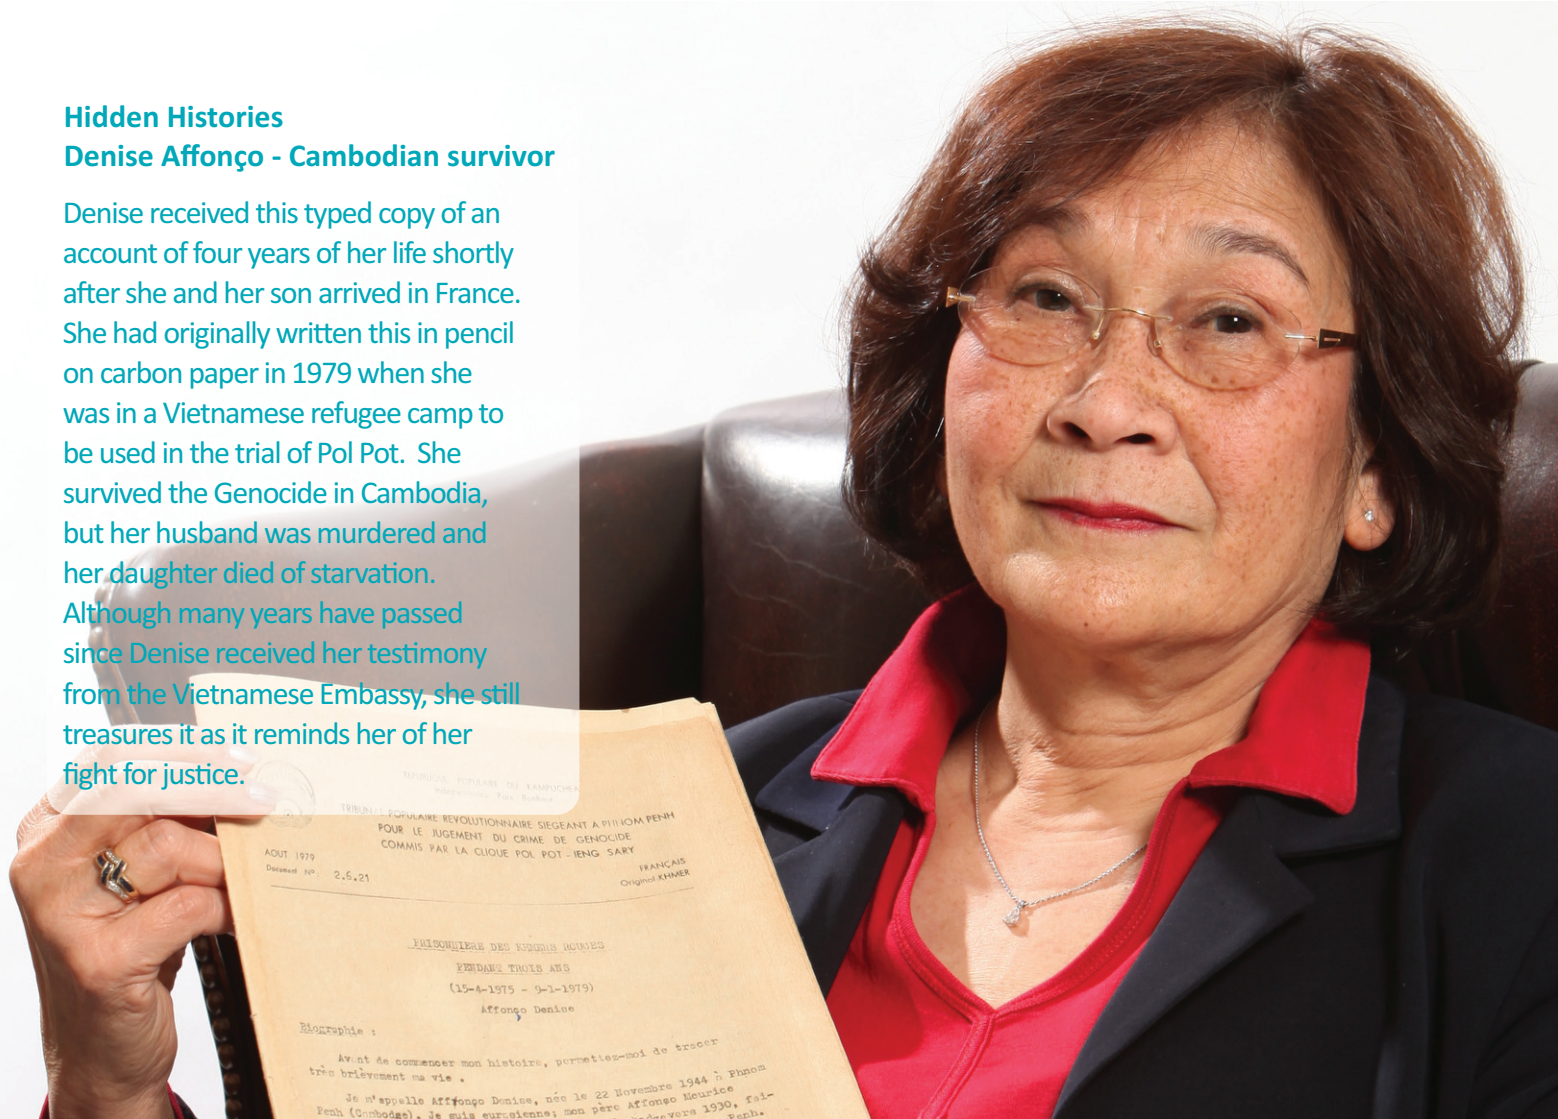 Hidden Histories
Denise Affonço - Cambodian survivor
Denise received this typed copy of an
account of four years of her life shortly
after she and her son arrived in France.
She had originally written this in pencil
on carbon paper in 1979 when she
was in a Vietnamese refugee camp to
be used in the trial of Pol Pot.  She
survived the Genocide in Cambodia,
but her husband was murdered and
her daughter died of starvation.
Although many years have passed
since Denise received her testimony
from the Vietnamese Embassy, she still
treasures it as it reminds her of her
fight for justice.
REPUBLIQUE POPULAIRE DU KAMPUCHEA
POPULAIRE REVOLUTIONNAIRE SIEGEANT A PHNOM PENH
POUR LE JUGEMENT DU CRIME DE GENOCIDE
COMMIS PAR LA CLIQUE POL POT - IENG SARY
AOUT 1979
FRANÇAIS
Document Nº 2.5.21
Original KHMER
PRISONNIERE DES KHMERS ROUGES
PENDANT TROIS ANS
(15-4-1975 - 9-1-1979)
Affonço Denise
Biographie :
Avant de commencer mon histoire, permettez-moi de tracer
très brièvement ma vie .
Je m'appelle Affonço Denise, née le 22 Novembre 1944 à Phnom
Penh (Cambodge). Je suis eurasienne; mon père Affonço Maurice
vers 1930, fai-
Penh.